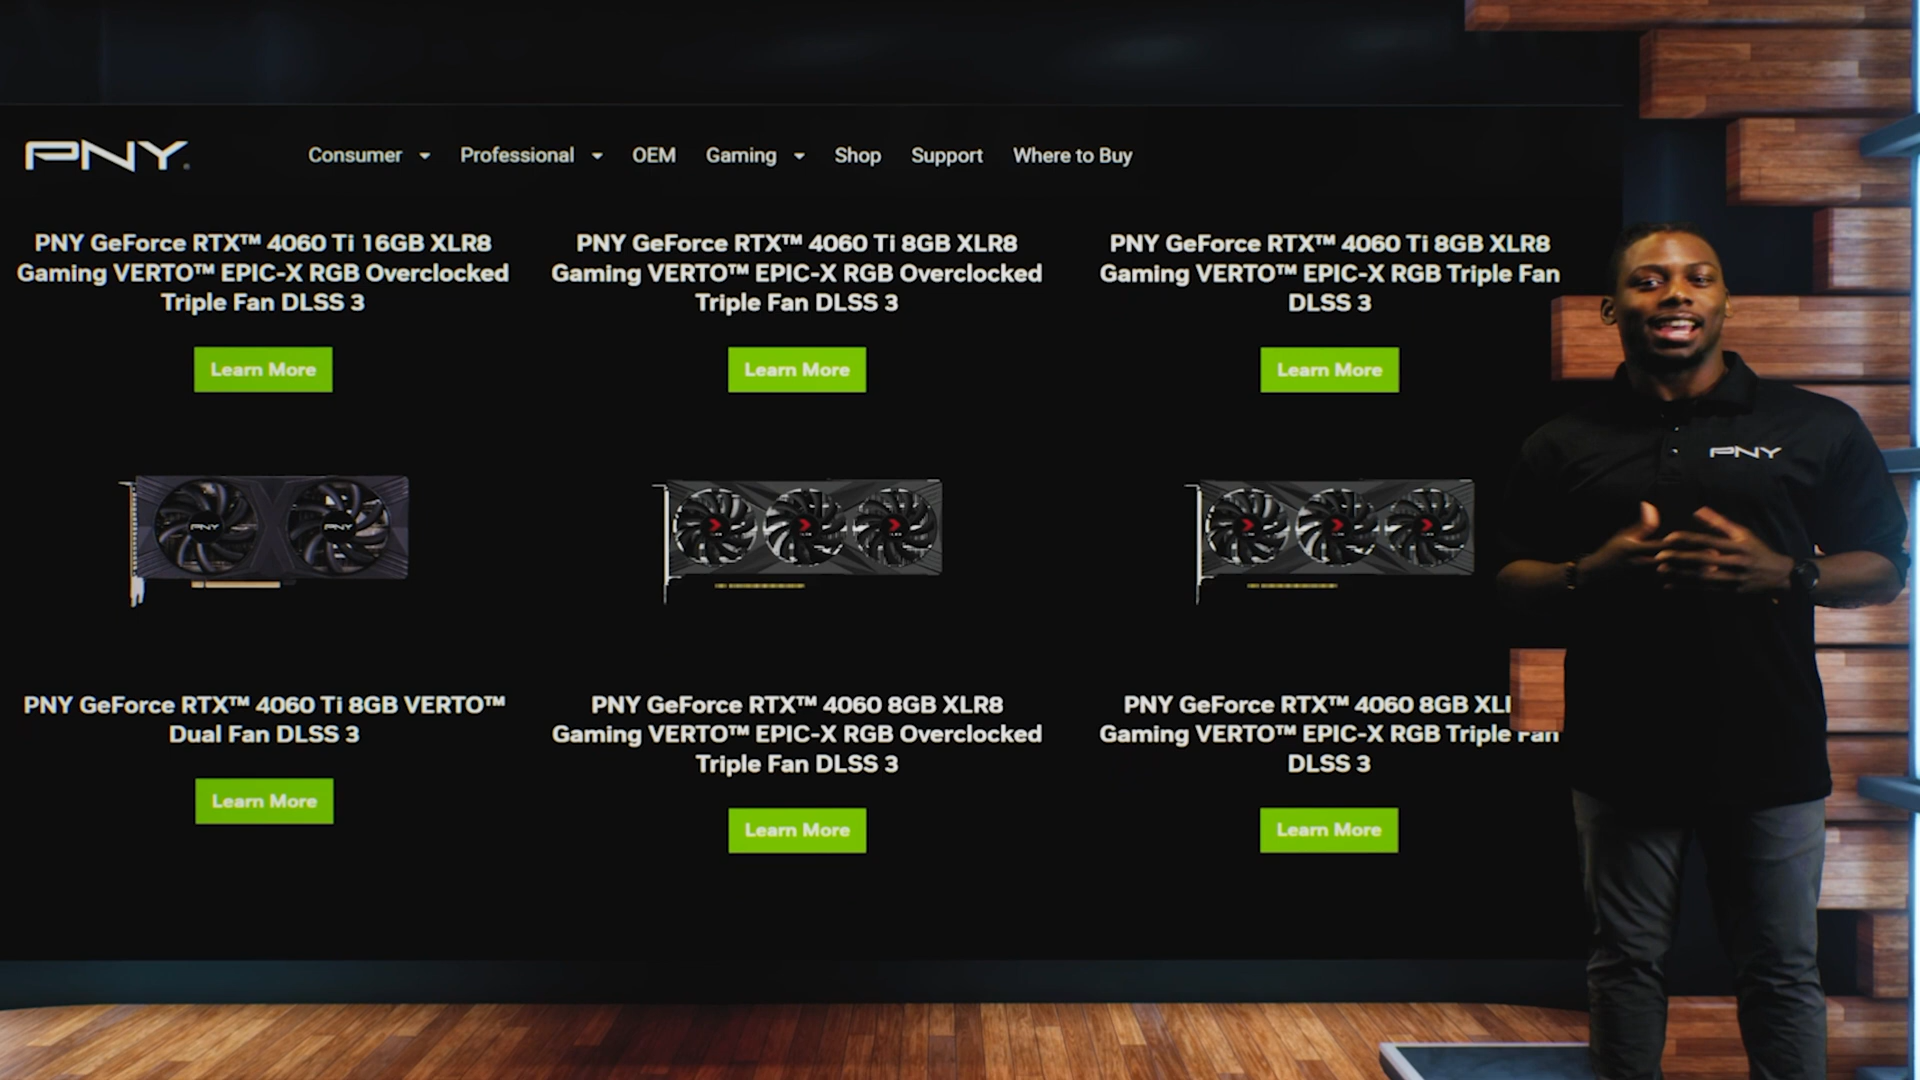 PNY
Consumer Professional OEM Gaming Shop Support Where to Buy
PNY GeForce RTX™ 4060 Ti 16GB XLR8
Gaming VERTO™ EPIC-X RGB Overclocked
Triple Fan DLSS 3
Learn More
PNY GeForce RTX™ 4060 Ti 8GB XLR8
Gaming VERTO™ EPIC-X RGB Overclocked
Triple Fan DLSS 3
Learn More
PNY GeForce RTX™ 4060 Ti 8GB XLR8
Gaming VERTO™ EPIC-X RGB Triple Fan
DLSS 3
Learn More
PNY
PNY PNY
PNY GeForce RTX™ 4060 Ti 8GB VERTO™
Dual Fan DLSS 3
Learn More
PNY GeForce RTX™ 4060 8GB XLR8
Gaming VERTO™ EPIC-X RGB Overclocked
Triple Fan DLSS 3
Learn More
PNY GeForce RTX™ 4060 8GB
Gaming VERTO™ EPIC-X RGB Triple Fan
DLSS 3
Learn More